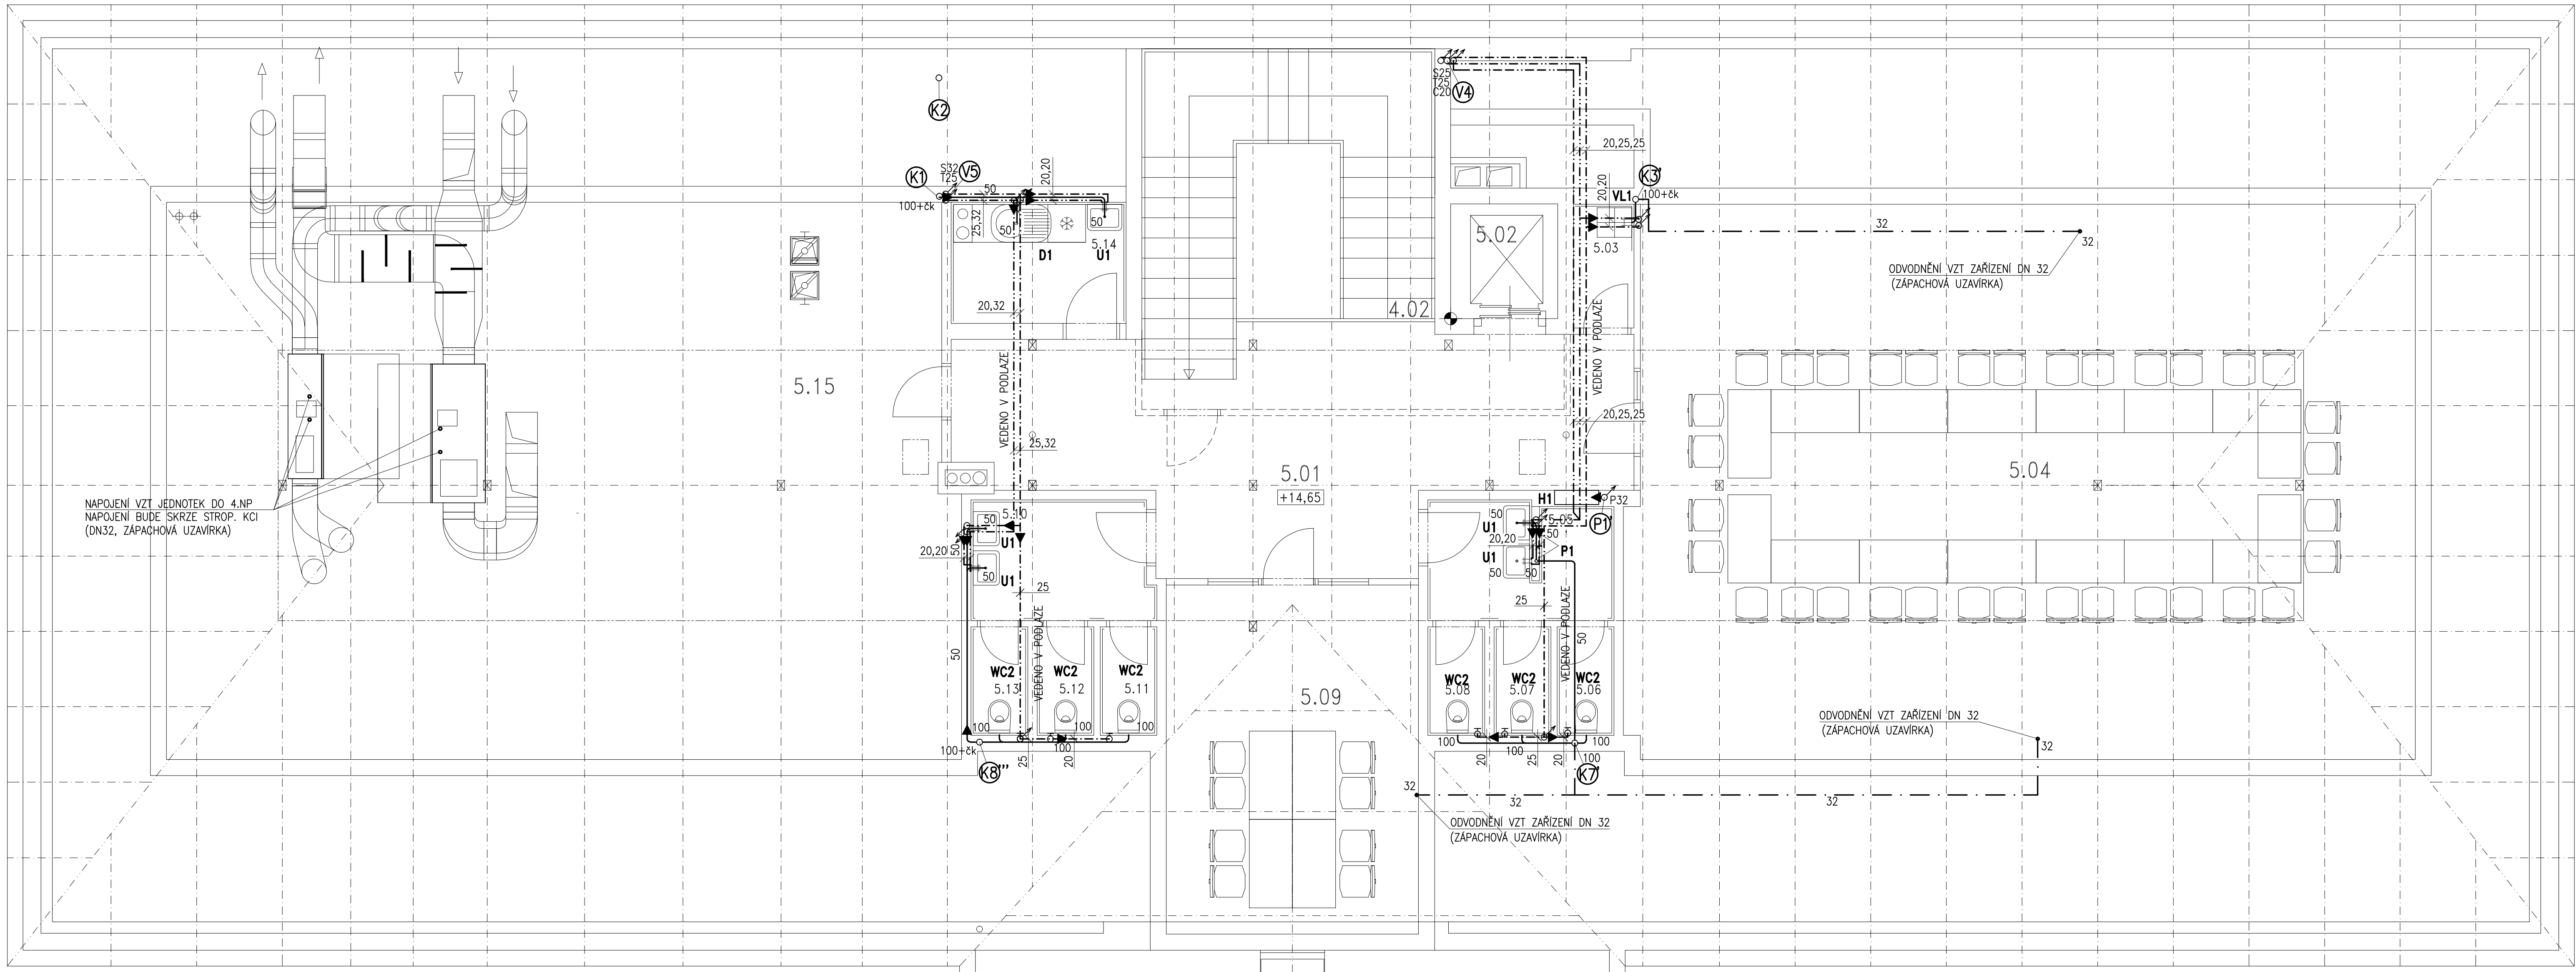 K2
S25
T25
C20
V4
20,25,25
K1
S32
T25
V5
50
20,20
100+čk
25,32
50
50
5.14
D1
U1
20,20
VL1
K3'
100+čk
5.03
32
32
5.02
ODVODNĚNÍ VZT ZAŘÍZENÍ DN 32
(ZÁPACHOVÁ UZAVÍRKA)
20,32
4.02
VEDENO V PODLAZE
VEDENO V PODLAZE
5.15
20,25,25
25,32
5.01
+14,65
5.04
NAPOJENÍ VZT JEDNOTEK DO 4.NP
NAPOJENÍ BUDE SKRZE STROP. KCI
(DN32, ZÁPACHOVÁ UZAVÍRKA)
H1
P32
P1'
5.10
50
U1
50
20,20
50
U1
25
50
U1
5.05
50
20,20
P1
U1
50
50
25
VEDENO V PODLAZE
VEDENO V PODLAZE
50
50
WC2
5.13
WC2
5.12
WC2
5.11
WC2
5.08
WC2
5.07
WC2
5.06
5.09
100
100
100
100
100+čk
K8'''
25
20
100
100
100
100
20
25
20
K7'
ODVODNĚNÍ VZT ZAŘÍZENÍ DN 32
(ZÁPACHOVÁ UZAVÍRKA)
32
32
32
32
ODVODNĚNÍ VZT ZAŘÍZENÍ DN 32
(ZÁPACHOVÁ UZAVÍRKA)